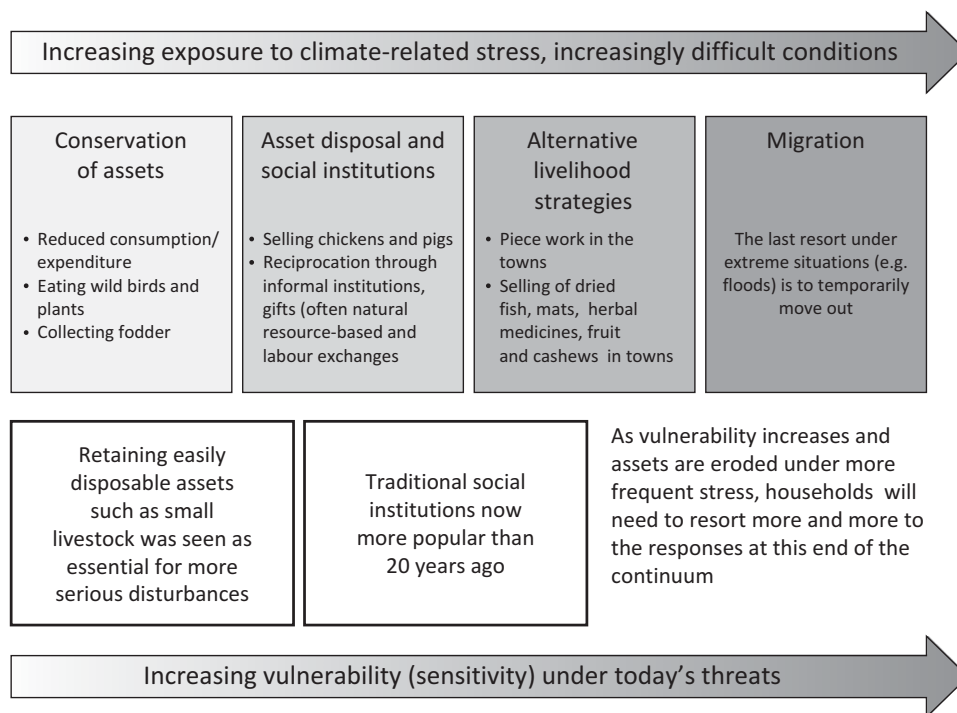 Increasing exposure to climate-related stress, increasingly difficult conditions
Conservation
of assets
• Reduced consumption/
expenditure
• Eating wild birds and
plants
• Collecting fodder
Asset disposal and
social institutions
• Selling chickens and pigs
• Reciprocation through
informal institutions,
gifts (often natural
resource-based and
labour exchanges
Alternative
livelihood
strategies
• Piece work in the
towns
• Selling of dried
fish, mats, herbal
medicines, fruit
and cashews in towns
Migration
The last resort under
extreme situations (e.g.
floods) is to temporarily
move out
Retaining easily
disposable assets
such as small
livestock was seen as
essential for more
serious disturbances
Traditional social
institutions now
more popular than
20 years ago
As vulnerability increases and
assets are eroded under more
frequent stress, households will
need to resort more and more to
the responses at this end of the
continuum
Increasing vulnerability (sensitivity) under today's threats